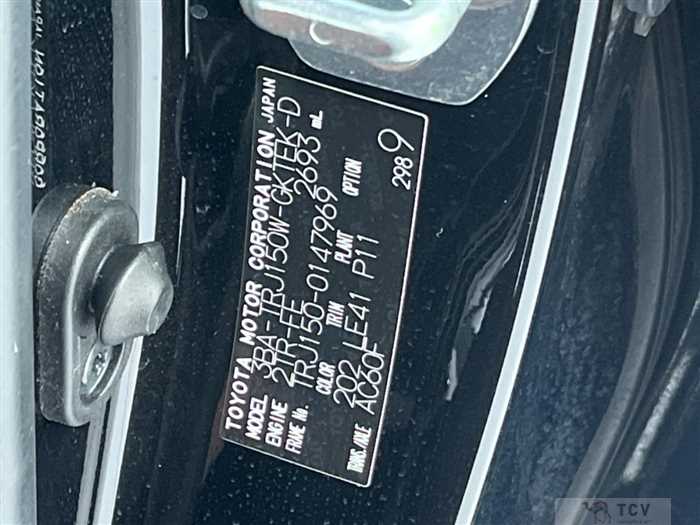 TOYOTA MOTOR CORPORATION JAPAN
MODEL 3BA-TRJ150W-GKTEK-D
ENGINE 2TR-FE 2693 mL
FRAME No. TRJ150-0147969
COLOR TRIM PLANT OPTION
202 LE41 P11 298 9
TRANS./AXLE AC60F
TCV